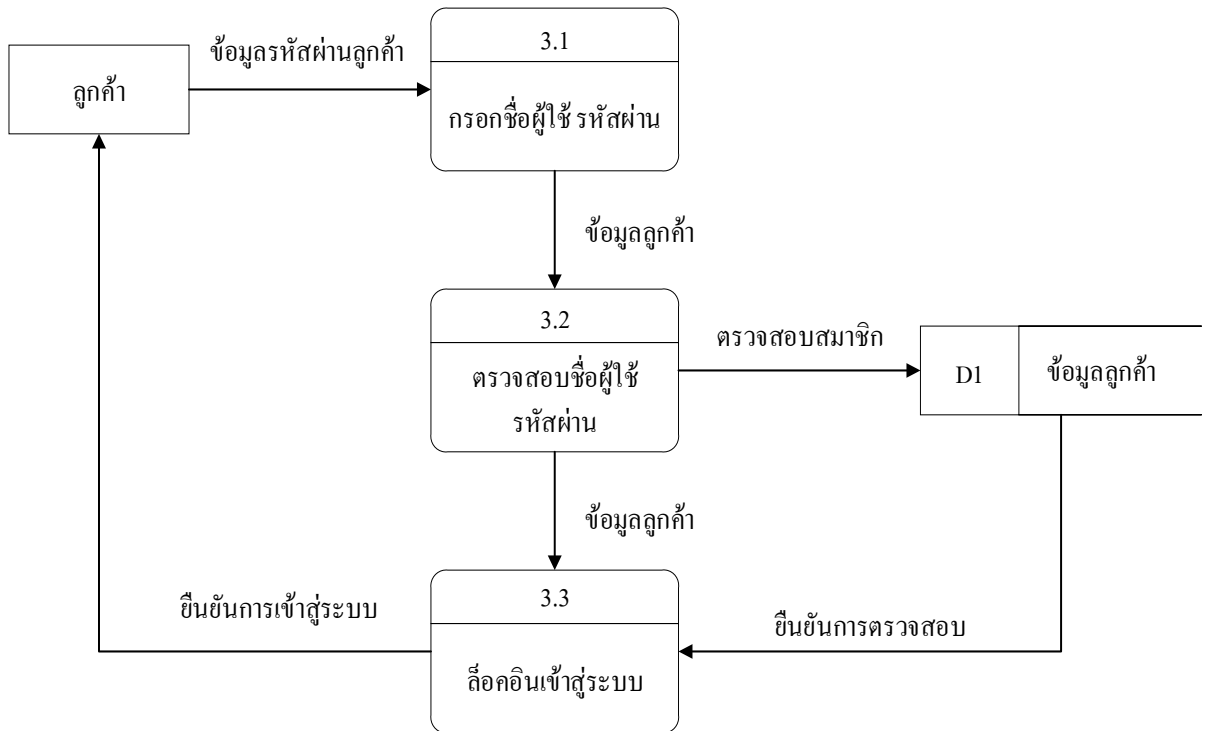 3.1
ข้อมูลรหัสผ่านลูกค้า
ลูกค้า
กรอกชื่อผู้ใช้ รหัสผ่าน
ข้อมูลลูกค้า
3.2
ตรวจสอบสมาชิก
ตรวจสอบชื่อผู้ใช้
รหัสผ่าน
D1
ข้อมูลลูกค้า
ข้อมูลลูกค้า
3.3
ยืนยันการเข้าสู่ระบบ
ยืนยันการตรวจสอบ
ล็อคอินเข้าสู่ระบบ